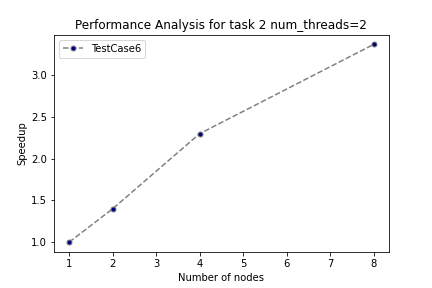 Performance Analysis for task 2 num_threads=2
TestCase6
3.0
2.5
2.0
1.5
1.0
Speedup
1 2 3 4 5 6 7 8
Number of nodes